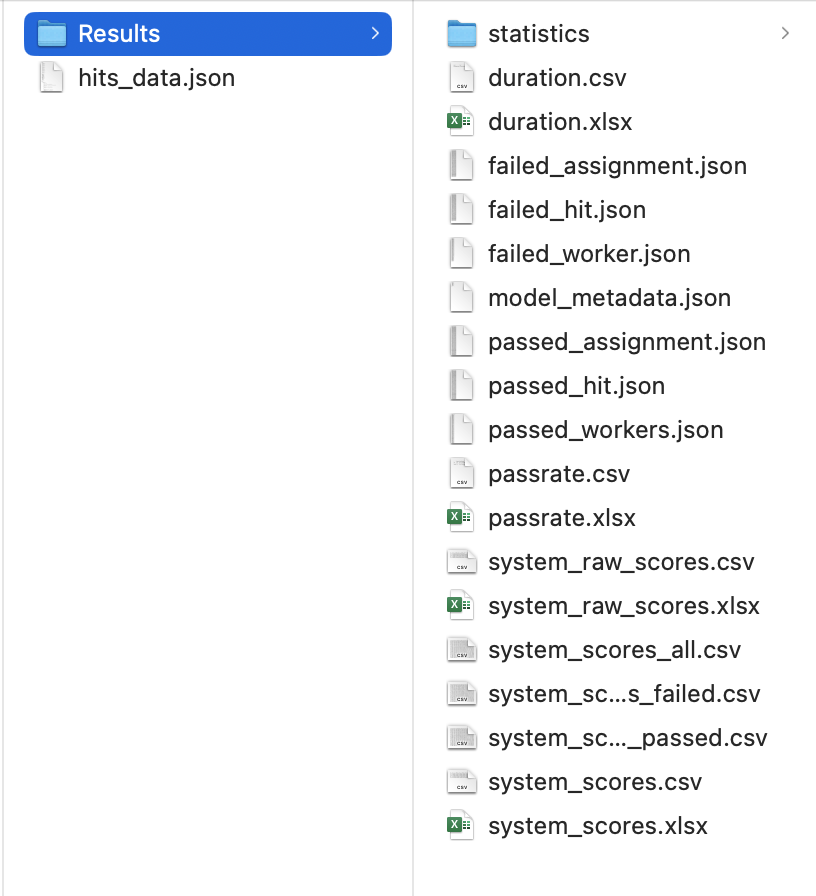 Results
hits_data.json
statistics
duration.csv
duration.xlsx
failed_assignment.json
failed_hit.json
failed_worker.json
model_metadata.json
passed_assignment.json
passed_hit.json
passed_workers.json
passrate.csv
passrate.xlsx
system_raw_scores.csv
system_raw_scores.xlsx
system_scores_all.csv
system_sc...s_failed.csv
system_sc..._passed.csv
system_scores.csv
system_scores.xlsx